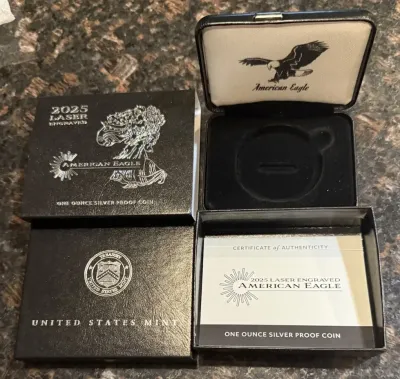 2025
LASER
ENGRAVED
AMERICAN EAGLE
ONE OUNCE SILVER PROOF COIN
American Eagle
UNITED STATES MINT
CERTIFICATE of AUTHENTICITY
2025 LASER ENGRAVED
AMERICAN EAGLE
ONE OUNCE SILVER PROOF COIN